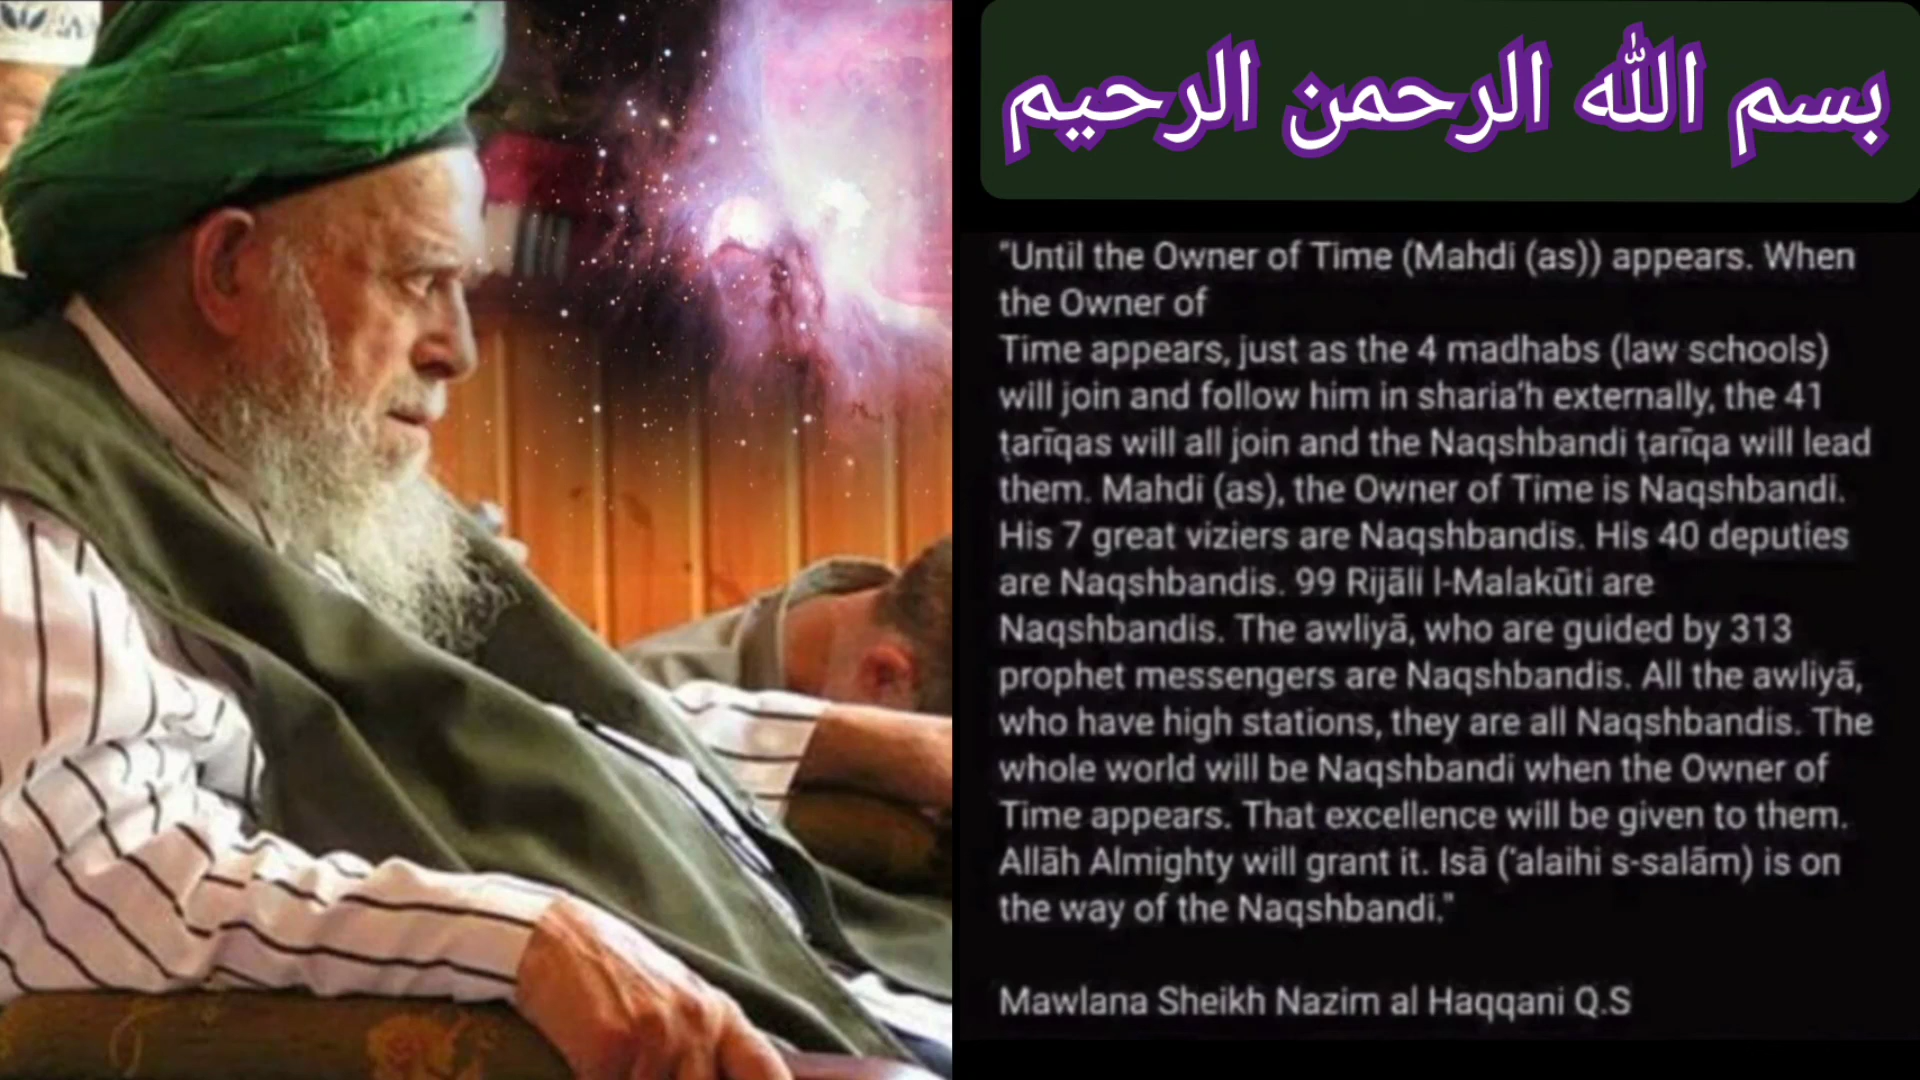 بسم الله الرحمن الرحيم
"Until the Owner of Time (Mahdi (as)) appears. When
the Owner of
Time appears, just as the 4 madhabs (law schools)
will join and follow him in sharia'h externally, the 41
ṭarīqas will all join and the Naqshbandi ṭarīqa will lead
them. Mahdi (as), the Owner of Time is Naqshbandi.
His 7 great viziers are Naqshbandis. His 40 deputies
are Naqshbandis. 99 Rijāli l-Malakūti are
Naqshbandis. The awliyā, who are guided by 313
prophet messengers are Naqshbandis. All the awliyā,
who have high stations, they are all Naqshbandis. The
whole world will be Naqshbandi when the Owner of
Time appears. That excellence will be given to them.
Allāh Almighty will grant it. Isā ('alaihi s-salām) is on
the way of the Naqshbandi."
Mawlana Sheikh Nazim al Haqqani Q.S